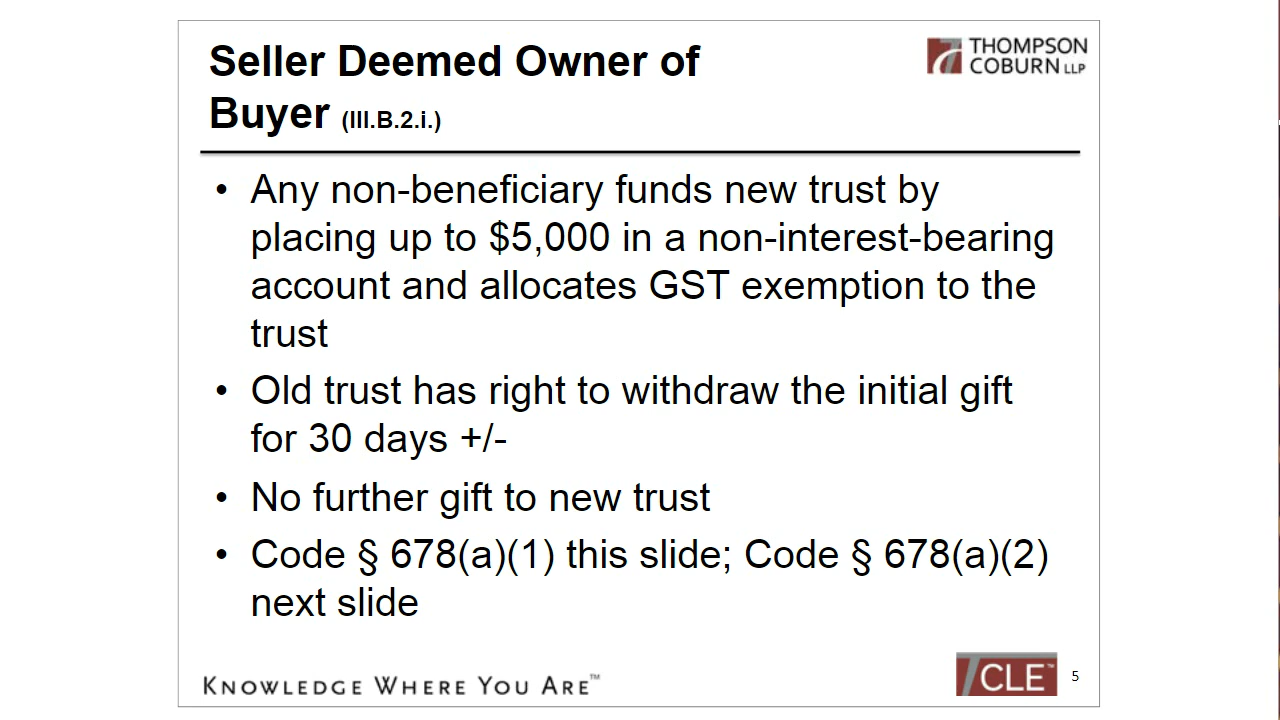 Seller Deemed Owner of
Buyer (III.B.2.i.)
THOMPSON
COBURN LLP
• Any non-beneficiary funds new trust by
placing up to $5,000 in a non-interest-bearing
account and allocates GST exemption to the
trust
• Old trust has right to withdraw the initial gift
for 30 days +/-
• No further gift to new trust
• Code § 678(a)(1) this slide; Code § 678(a)(2)
next slide
KNOWLEDGE WHERE YOU ARE™
CLE™
5